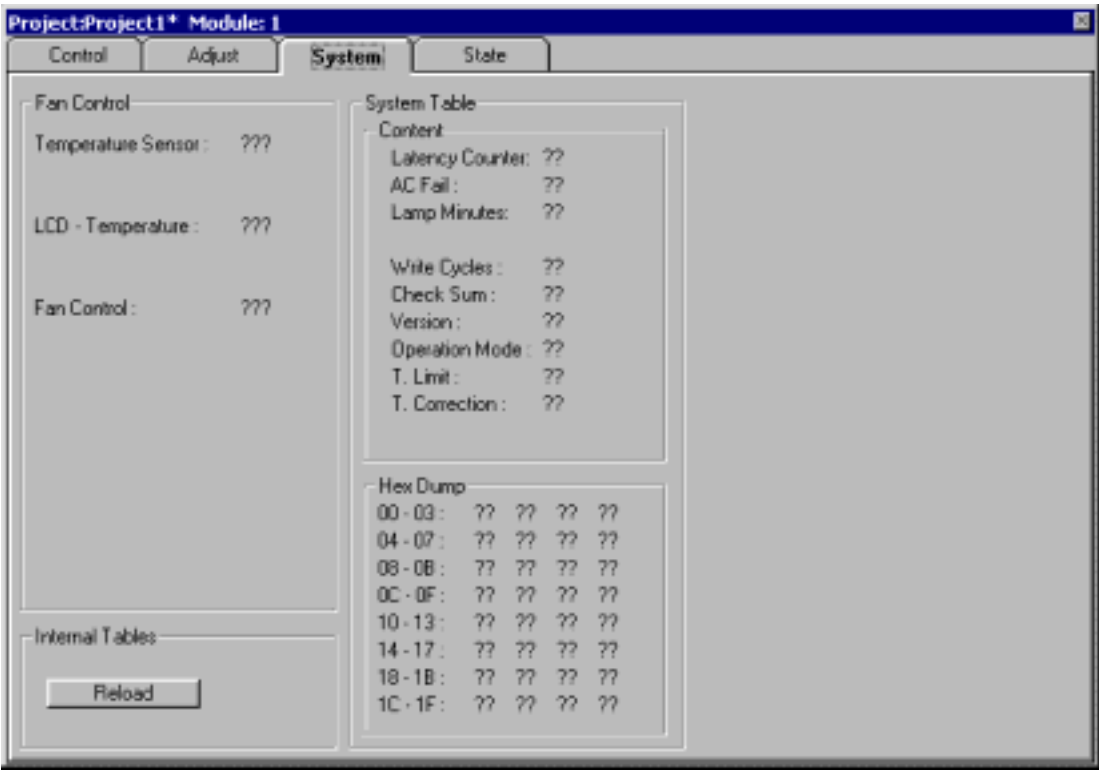 Project:Project1* Module: 1
Control Adjust System State
Fan Control
Temperature Sensor : ???
LCD - Temperature : ???
Fan Control : ???
Internal Tables
Reload
System Table
Content
Latency Counter: ??
AC Fail : ??
Lamp Minutes: ??
Write Cycles : ??
Check Sum : ??
Version : ??
Operation Mode : ??
T. Limit : ??
T. Correction : ??
Hex Dump
00 - 03 : ?? ?? ?? ??
04 - 07 : ?? ?? ?? ??
08 - 0B : ?? ?? ?? ??
0C - 0F : ?? ?? ?? ??
10 - 13 : ?? ?? ?? ??
14 - 17 : ?? ?? ?? ??
18 - 1B : ?? ?? ?? ??
1C - 1F : ?? ?? ?? ??